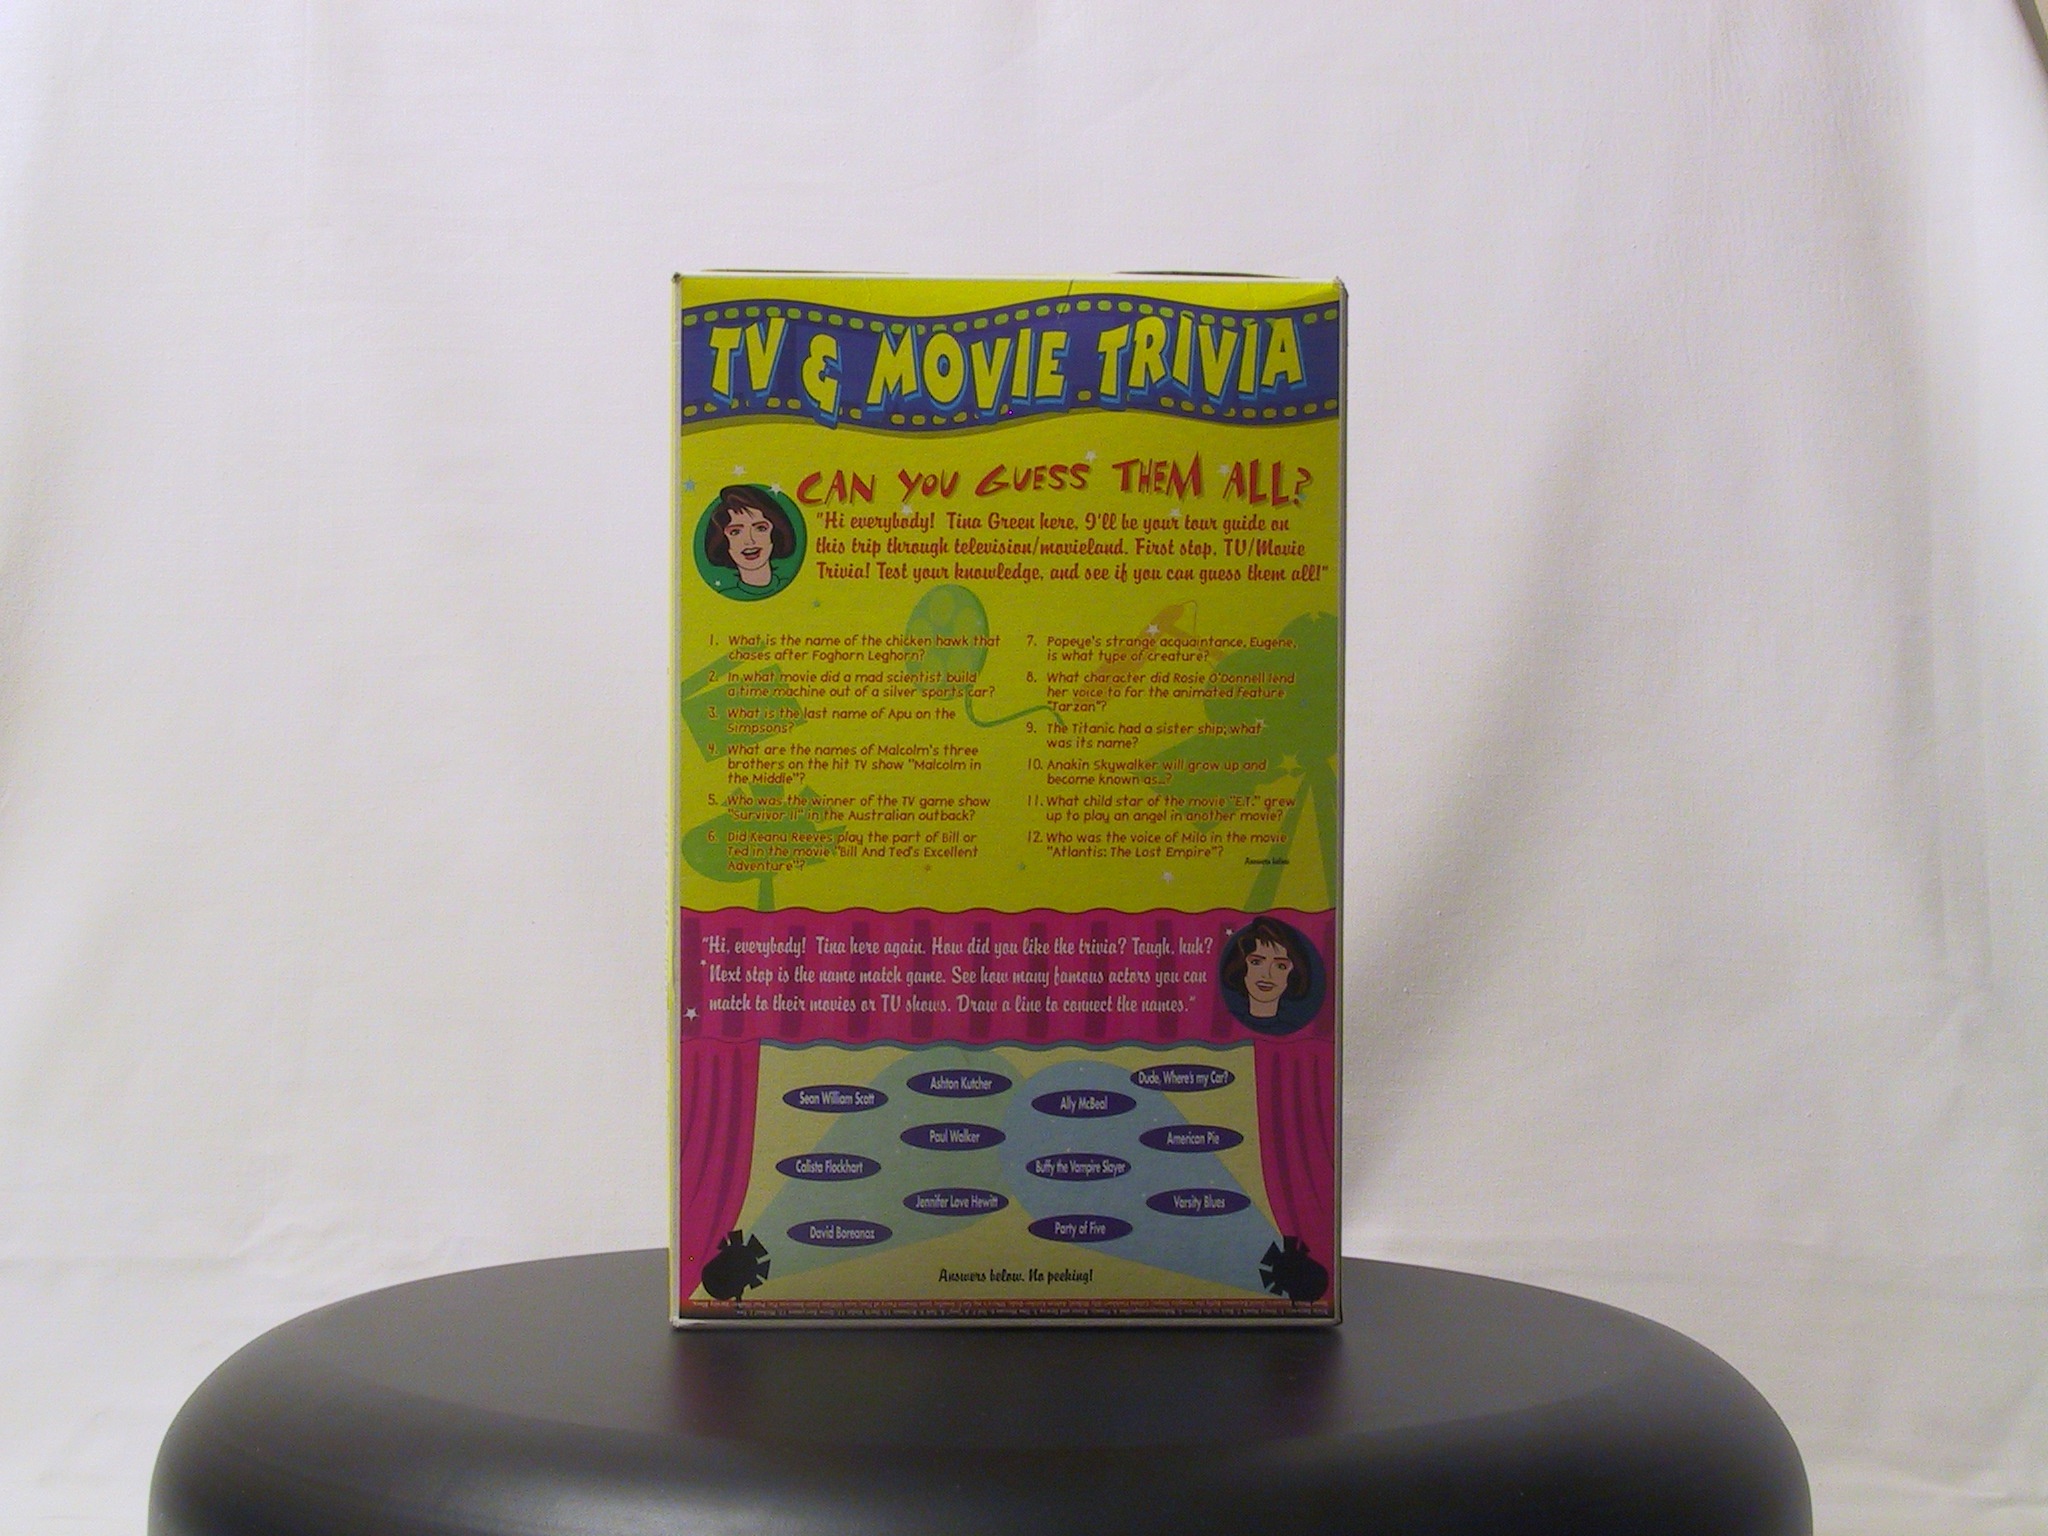 TV & MOVIE TRIVIA
CAN YOU GUESS THEM ALL?
"Hi everybody! Tina Green here, I'll be your tour guide on
this trip through television/movieland. First stop, TV/Movie
Trivia! Test your knowledge, and see if you can guess them all!"
1. What is the name of the chicken hawk that
chases after Foghorn Leghorn?
2. In what movie did a mad scientist build
a time machine out of a silver sports car?
3. What is the last name of Apu on the
Simpsons?
4. What are the names of Malcolm's three
brothers on the hit TV show "Malcolm in
the Middle"?
5. Who was the winner of the TV game show
"Survivor II" in the Australian outback?
6. Did Keanu Reeves play the part of Bill or
Ted in the movie "Bill And Ted's Excellent
Adventure"?
7. Popeye's strange acquaintance, Eugene,
is what type of creature?
8. What character did Rosie O'Donnell lend
her voice to for the animated feature
"Tarzan"?
9. The Titanic had a sister ship; what
was its name?
10. Anakin Skywalker will grow up and
become known as...?
11. What child star of the movie "E.T." grew
up to play an angel in another movie?
12. Who was the voice of Milo in the movie
"Atlantis: The Lost Empire"?
Answers below
"Hi, everybody! Tina here again. How did you like the trivia? Tough, huh?
Next stop is the name match game. See how many famous actors you can
match to their movies or TV shows. Draw a line to connect the names."
Sean William Scott
Ashton Kutcher
Paul Walker
Calista Flockhart
Jennifer Love Hewitt
David Boreanaz
Dude, Where's my Car?
Ally McBeal
American Pie
Buffy the Vampire Slayer
Varsity Blues
Party of Five
Answers below. No peeking!